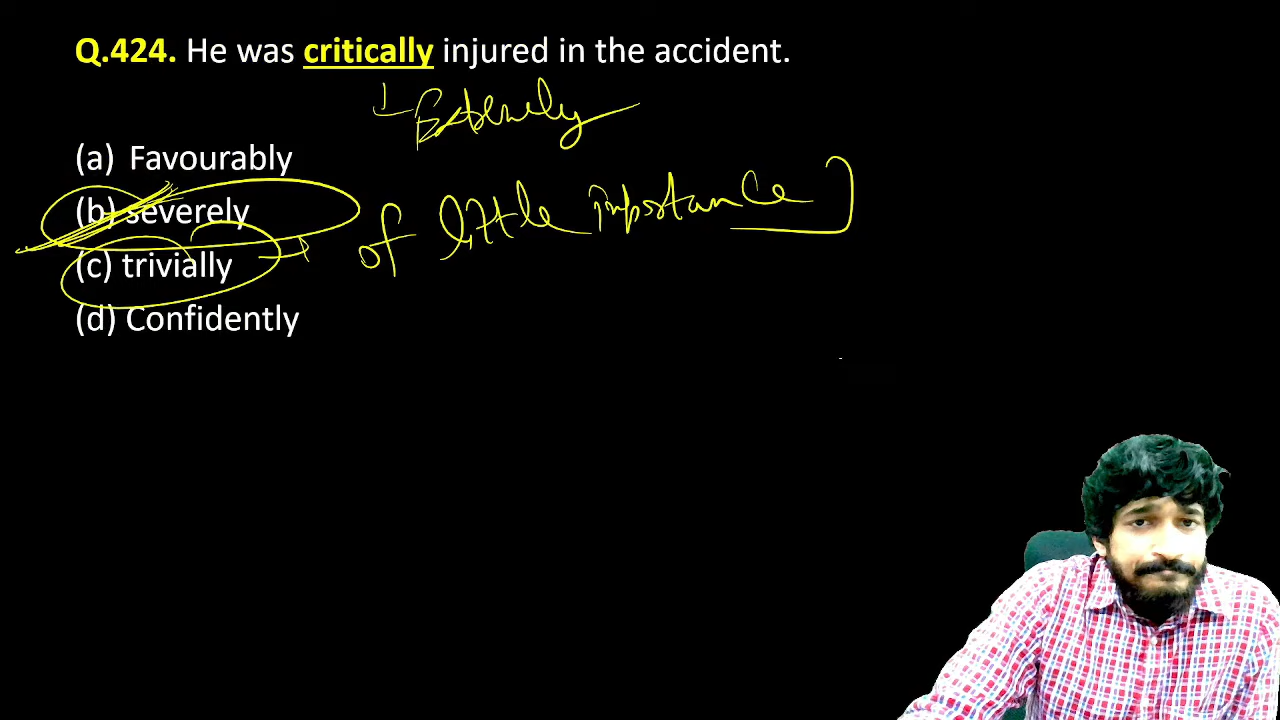 Q.424. He was critically injured in the accident.
Extremely
(a) Favourably
(b) severely
of little importance
(c) trivially
(d) Confidently